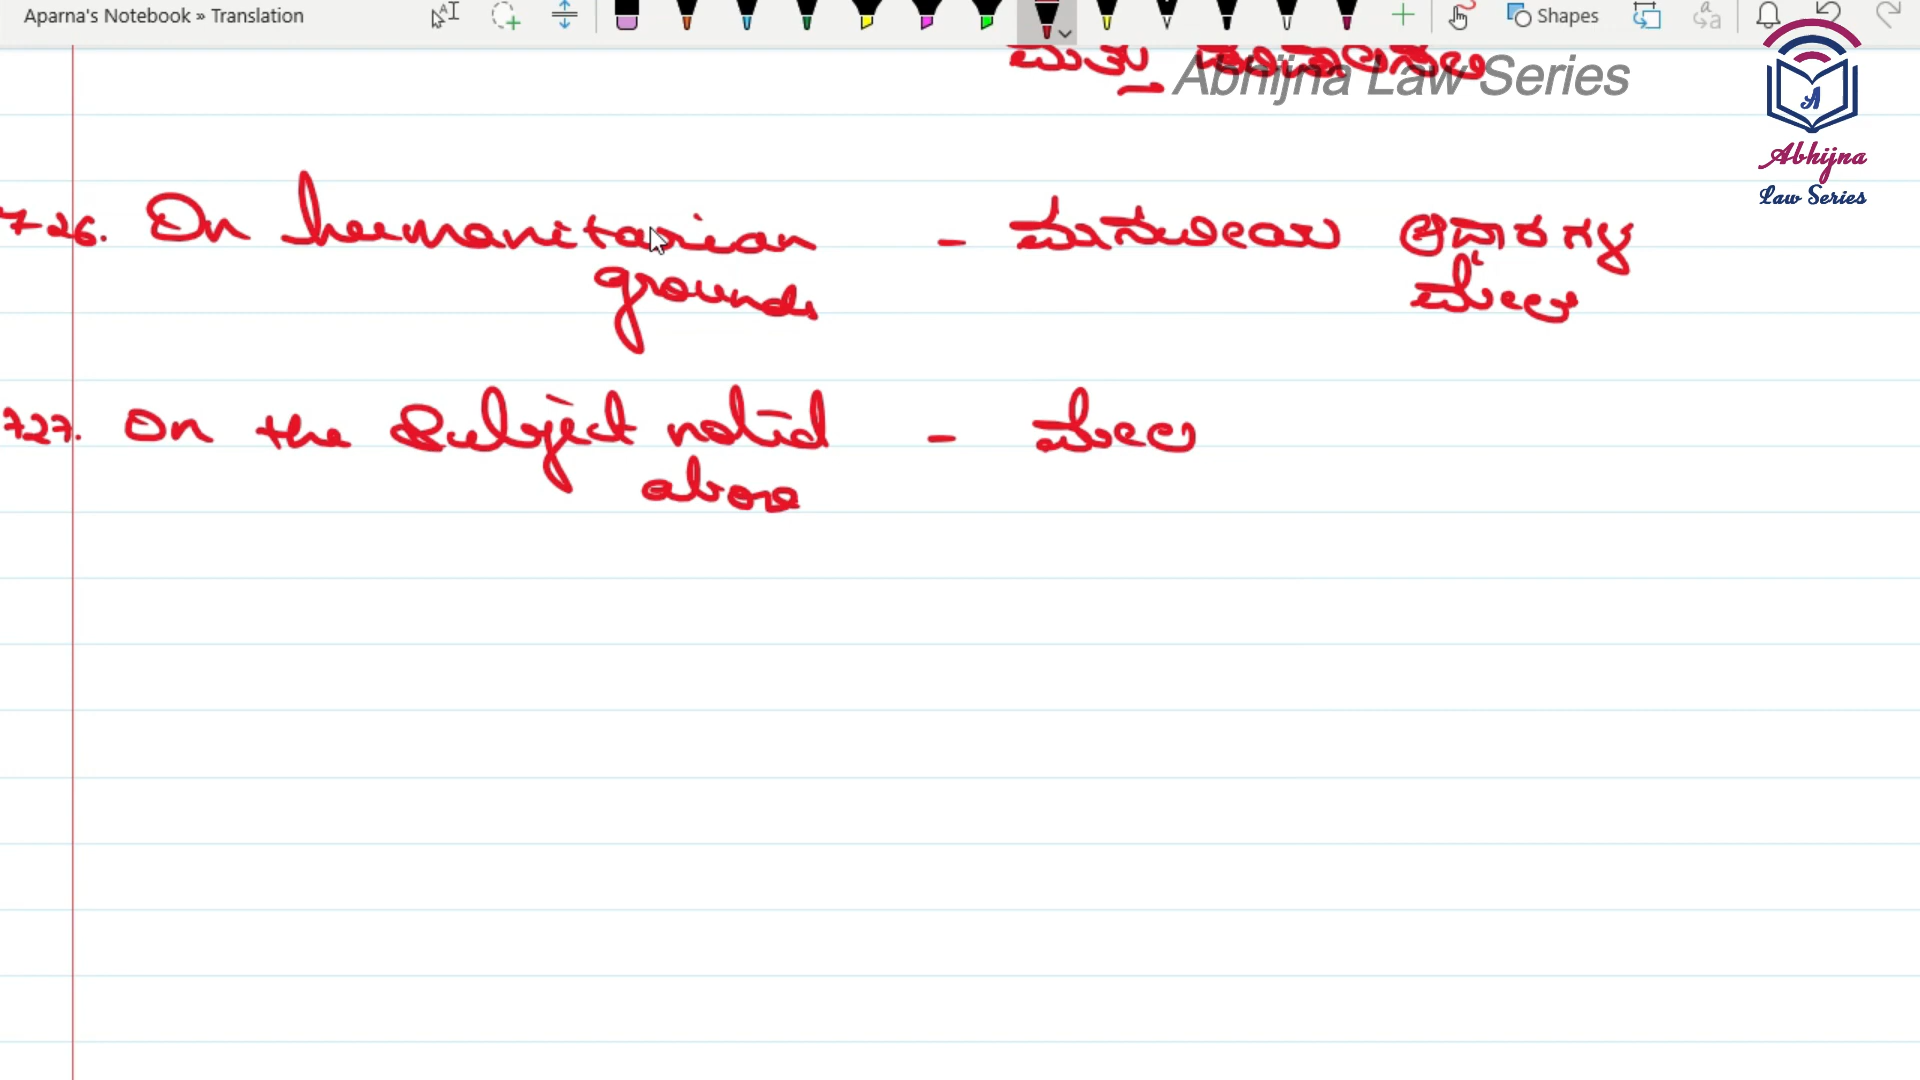 Aparna's Notebook » Translation
Shapes
ಮತ್ತು
Abhijna Law Series
A
Abhijna
Law Series
726. On humanitarian - ಮಾನವೀಯ ಆಧಾರಗಳ
grounds ಮೇಲೆ
727. On the subject noted - ಮೇಲೆ
above